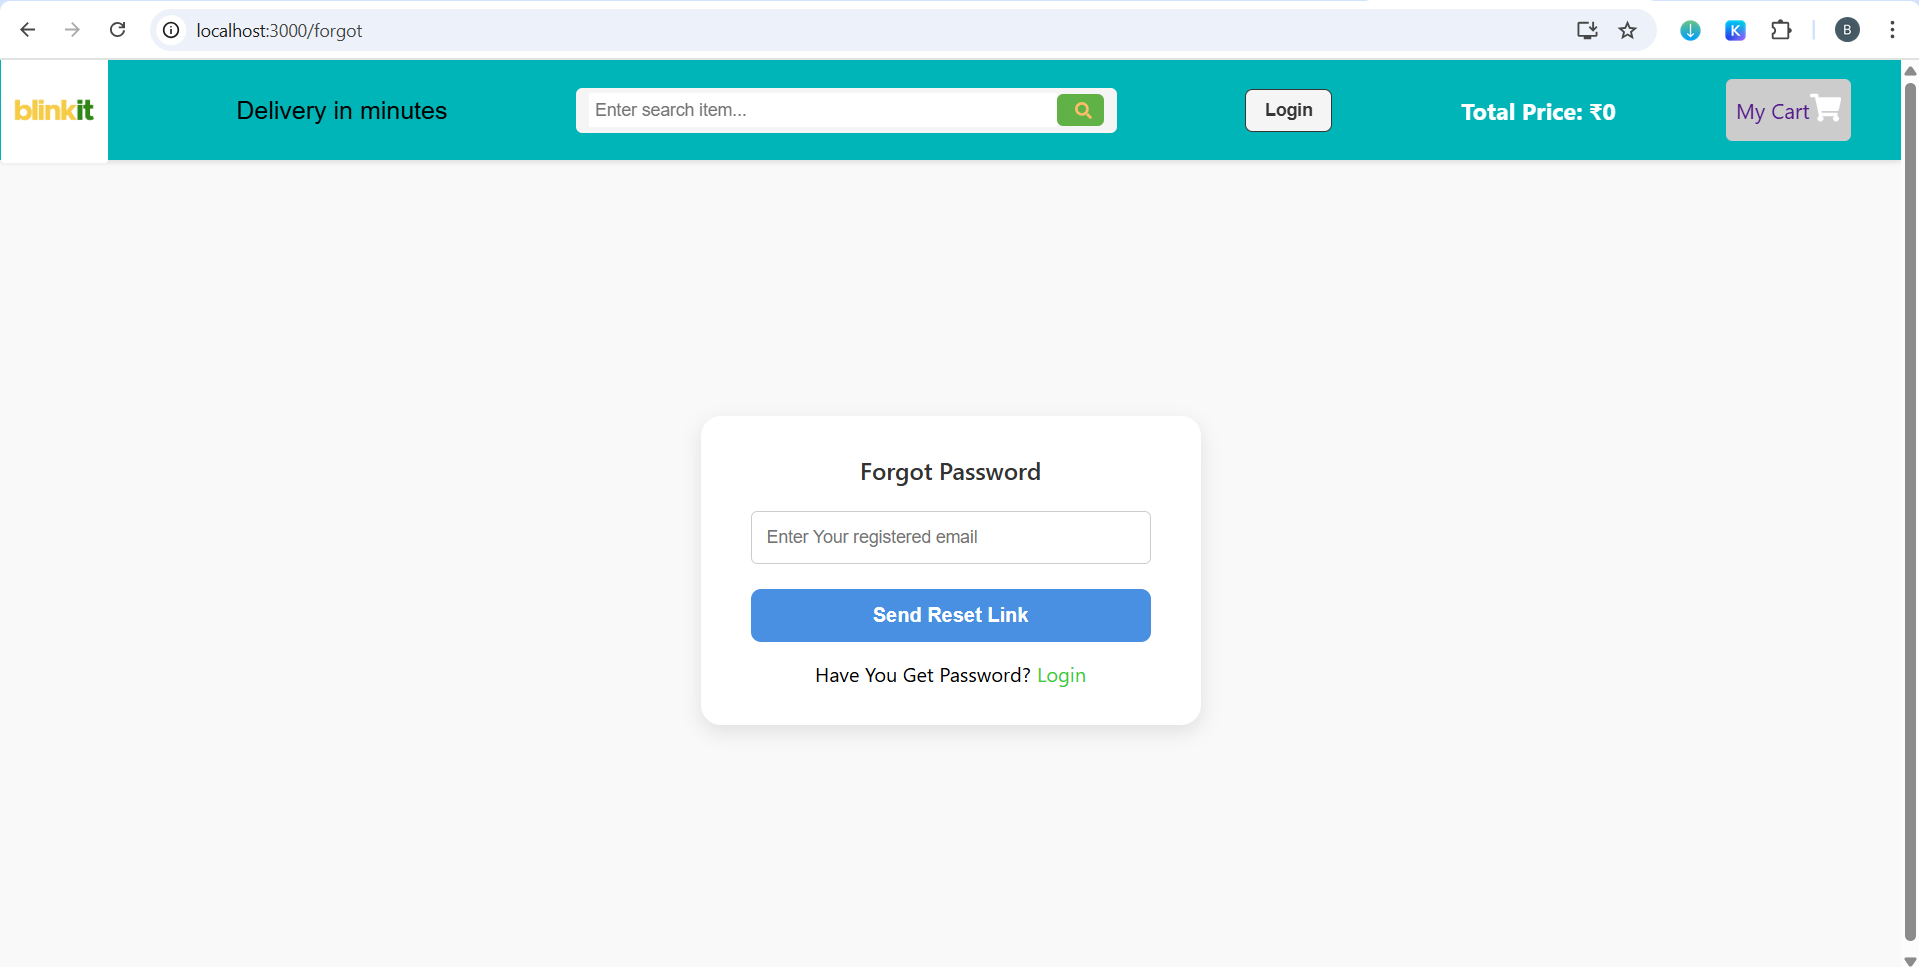 localhost:3000/forgot
K
B
blinkit
Delivery in minutes
Enter search item...
Login
Total Price: ₹0
My Cart
Forgot Password
Enter Your registered email
Send Reset Link
Have You Get Password? Login